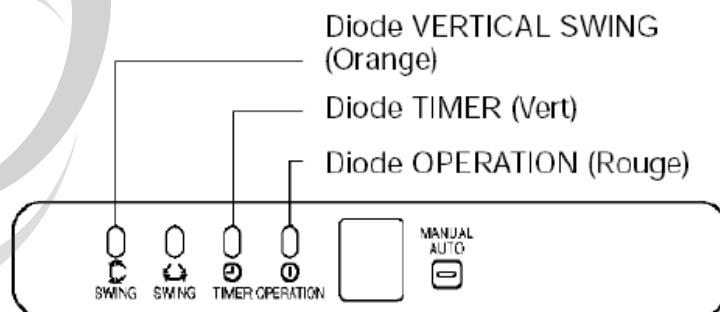 Diode VERTICAL SWING
(Orange)
Diode TIMER (Vert)
Diode OPERATION (Rouge)
MANUAL
AUTO
SWING SWING TIMER OPERATION